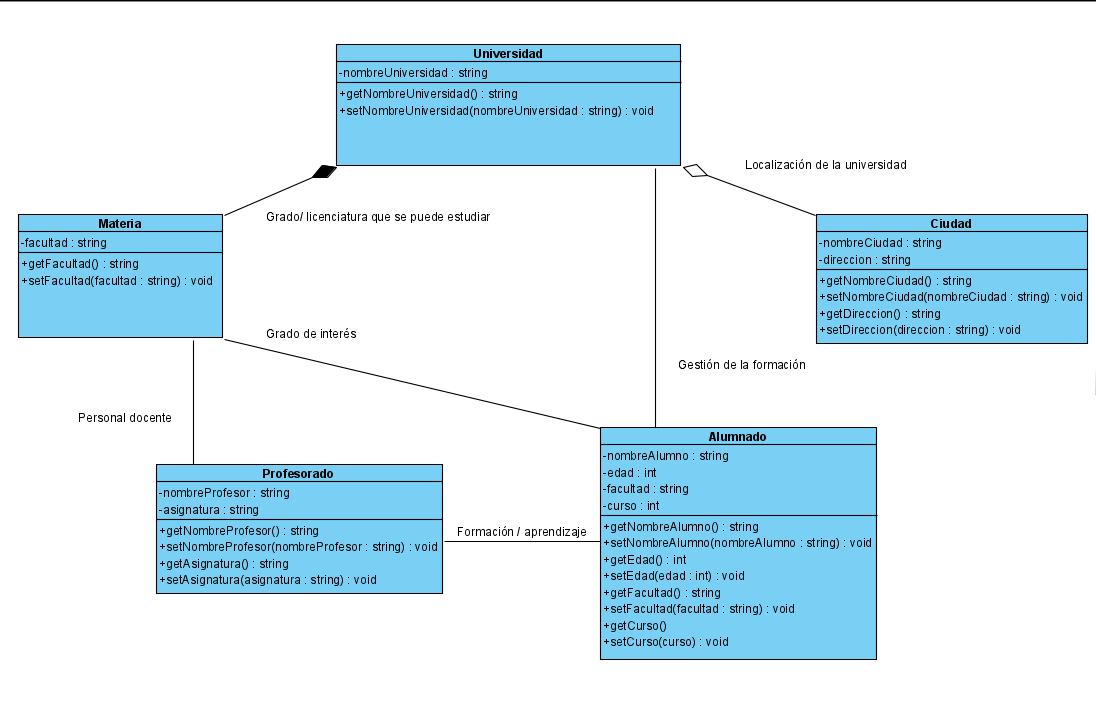 Universidad
-nombreUniversidad : string
+getNombreUniversidad() : string
+setNombreUniversidad(nombreUniversidad : string) : void
Localización de la universidad
Grado/ licenciatura que se puede estudiar
Materia
-facultad : string
+getFacultad() : string
+setFacultad(facultad : string) : void
Ciudad
-nombreCiudad : string
-direccion : string
+getNombreCiudad() : string
+setNombreCiudad(nombreCiudad : string) : void
+getDireccion() : string
+setDireccion(direccion : string) : void
Grado de interés
Gestión de la formación
Personal docente
Alumnado
-nombreAlumno : string
-edad : int
-facultad : string
-curso : int
+getNombreAlumno() : string
+setNombreAlumno(nombreAlumno : string) : void
+getEdad() : int
+setEdad(edad : int) : void
+getFacultad() : string
+setFacultad(facultad : string) : void
+getCurso()
+setCurso(curso) : void
Profesorado
-nombreProfesor : string
-asignatura : string
+getNombreProfesor() : string
+setNombreProfesor(nombreProfesor : string) : void
+getAsignatura() : string
+setAsignatura(asignatura : string) : void
Formación / aprendizaje